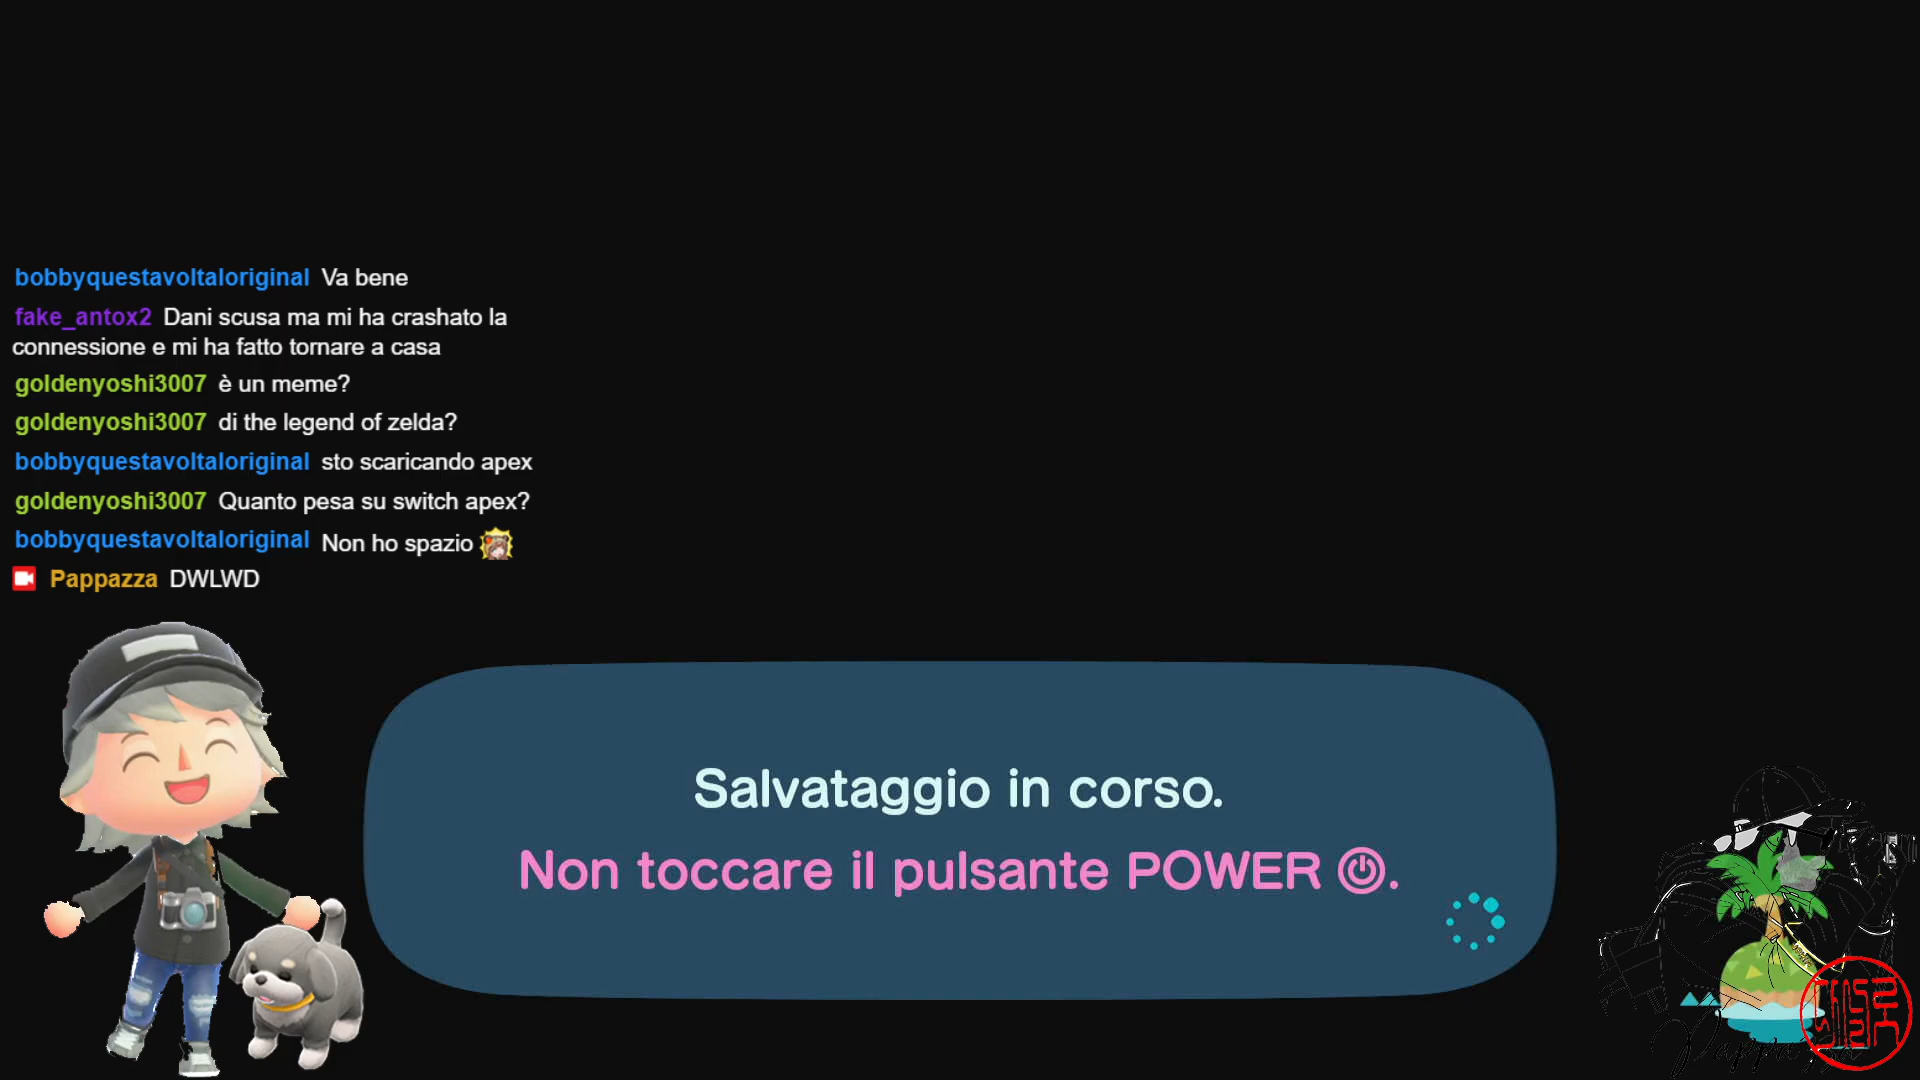 bobbyquestavoltaloriginal Va bene
fake_antox2 Dani scusa ma mi ha crashato la
connessione e mi ha fatto tornare a casa
goldenyoshi3007 è un meme?
goldenyoshi3007 di the legend of zelda?
bobbyquestavoltaloriginal sto scaricando apex
goldenyoshi3007 Quanto pesa su switch apex?
bobbyquestavoltaloriginal Non ho spazio
Pappazza DWLWD
Salvataggio in corso.
Non toccare il pulsante POWER .